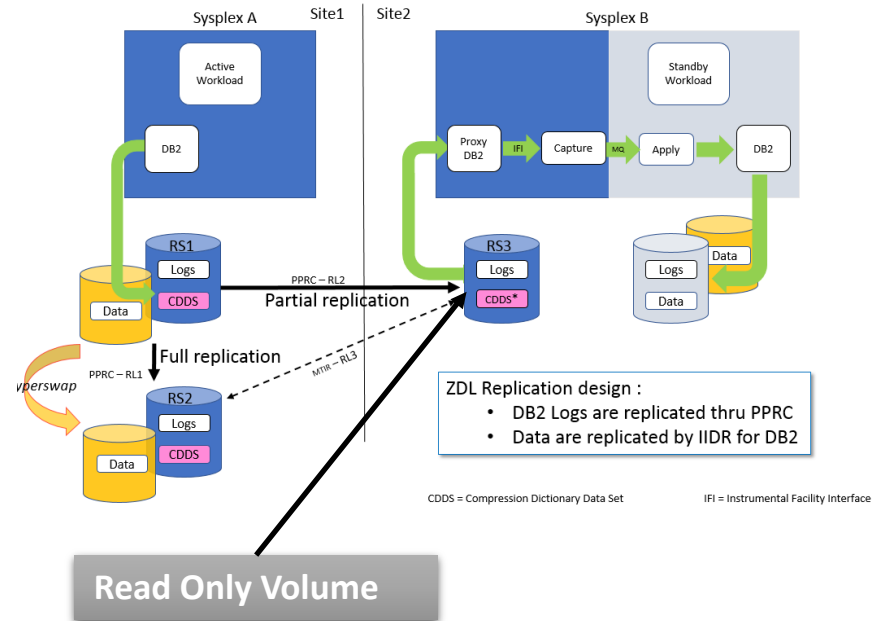 Sysplex A
Site1
Site2
Sysplex B
Active
Workload
Standby
Workload
DB2
Proxy
DB2
IFI
Capture
MQ
Apply
DB2
RS1
Logs
CDDS
Data
PPRC – RL2
Partial replication
RS3
Logs
CDDS*
Data
Logs
Data
Full replication
PPRC – RL1
yperswap
MTIR – RL3
RS2
Logs
CDDS
Data
ZDL Replication design :
• DB2 Logs are replicated thru PPRC
• Data are replicated by IIDR for DB2
CDDS = Compression Dictionary Data Set
IFI = Instrumental Facility Interface
Read Only Volume